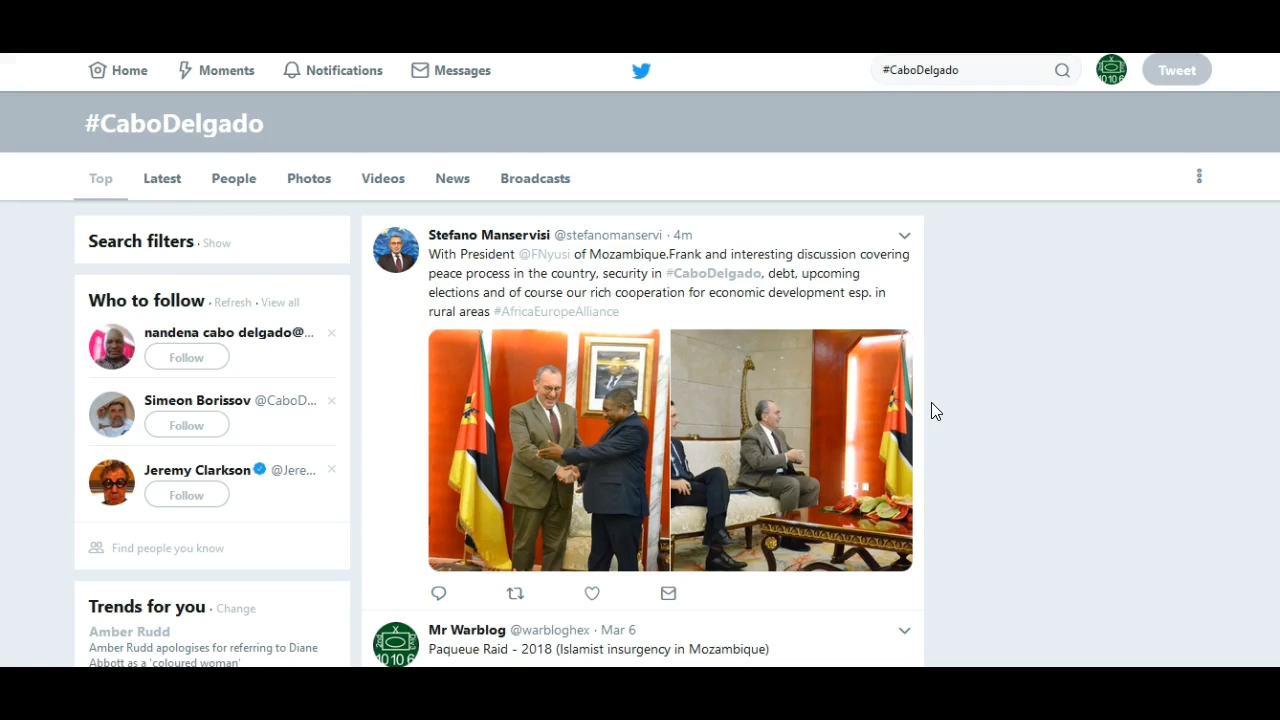 Home
Moments
Notifications
Messages
#CaboDelgado
Tweet
#CaboDelgado
Top
Latest
People
Photos
Videos
News
Broadcasts
Search filters · Show
Who to follow · Refresh · View all
nandena cabo delgado@...
Follow
Simeon Borissov @CaboD...
Follow
Jeremy Clarkson @Jere...
Follow
Find people you know
Trends for you · Change
Amber Rudd
Amber Rudd apologises for referring to Diane
Abbott as a 'coloured woman'
Stefano Manservisi @stefanomanservi · 4m
With President @FNyusi of Mozambique.Frank and interesting discussion covering
peace process in the country, security in #CaboDelgado, debt, upcoming
elections and of course our rich cooperation for economic development esp. in
rural areas #AfricaEuropeAlliance
Mr Warblog @warbloghex · Mar 6
Paqueue Raid - 2018 (Islamist insurgency in Mozambique)